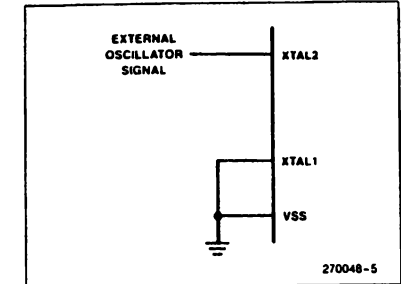 EXTERNAL
OSCILLATOR
SIGNAL
XTAL2
XTAL1
VSS
270048-5